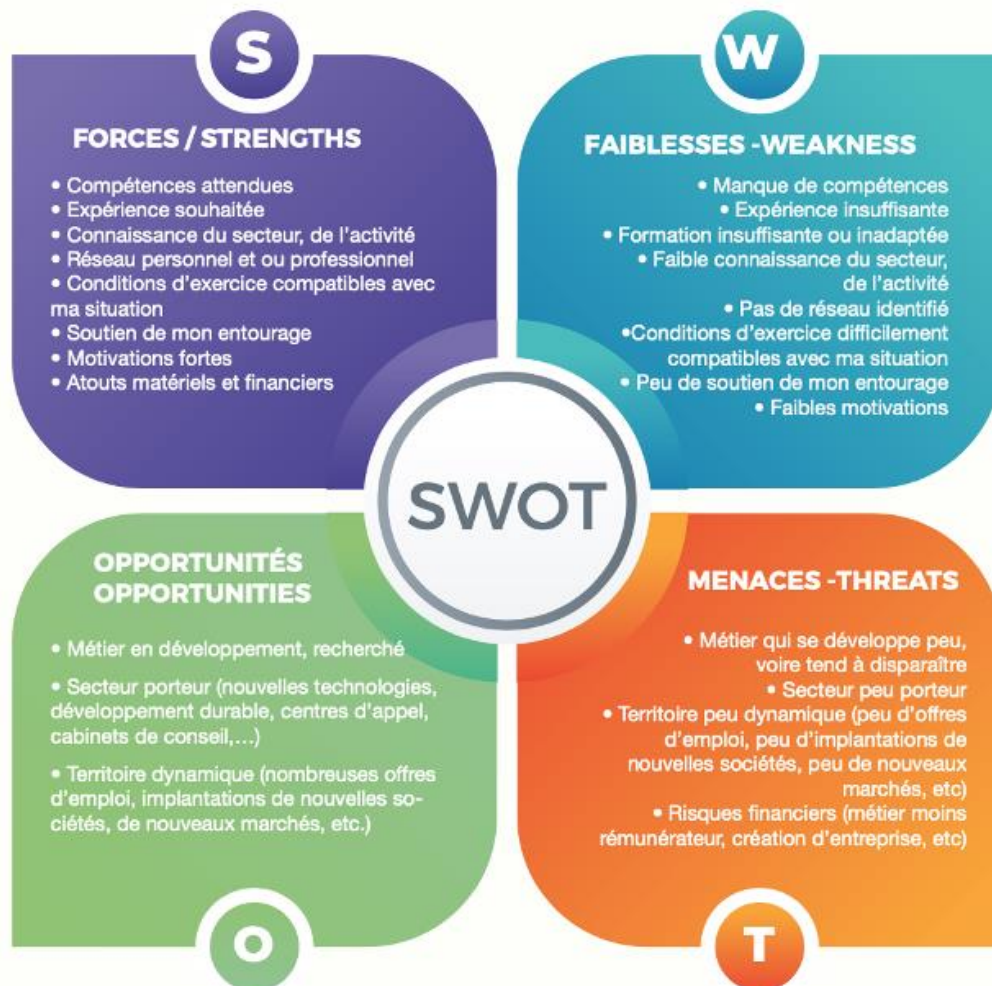 S
FORCES / STRENGTHS
• Compétences attendues
• Expérience souhaitée
• Connaissance du secteur, de l'activité
• Réseau personnel et ou professionnel
• Conditions d'exercice compatibles avec
ma situation
• Soutien de mon entourage
• Motivations fortes
• Atouts matériels et financiers
W
FAIBLESSES -WEAKNESS
• Manque de compétences
• Expérience insuffisante
• Formation insuffisante ou inadaptée
• Faible connaissance du secteur,
de l'activité
• Pas de réseau identifié
•Conditions d'exercice difficilement
compatibles avec ma situation
• Peu de soutien de mon entourage
• Faibles motivations
SWOT
OPPORTUNITÉS
OPPORTUNITIES
• Métier en développement, recherché
• Secteur porteur (nouvelles technologies,
développement durable, centres d'appel,
cabinets de conseil,...)
• Territoire dynamique (nombreuses offres
d'emploi, implantations de nouvelles so-
ciétés, de nouveaux marchés, etc.)
O
MENACES -THREATS
• Métier qui se développe peu,
voire tend à disparaître
• Secteur peu porteur
• Territoire peu dynamique (peu d'offres
d'emploi, peu d'implantations de
nouvelles sociétés, peu de nouveaux
marchés, etc)
• Risques financiers (métier moins
rémunérateur, création d'entreprise, etc)
T